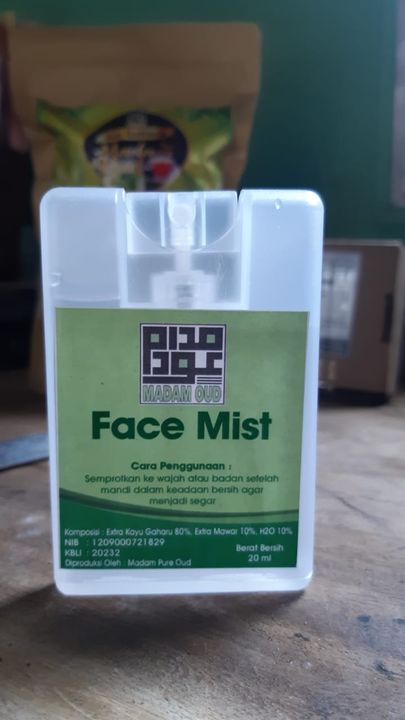 مدام
عود
MADAM OUD
Face Mist
Cara Penggunaan :
Semprotkan ke wajah atau badan setelah
mandi dalam keadaan bersih agar
menjadi segar
Komposisi : Extra Kayu Gaharu 80%, Extra Mawar 10%, H2O 10%
NIB : 1209000721829
KBLI : 20232
Diproduksi Oleh : Madam Pure Oud
Berat Bersih
20 ml